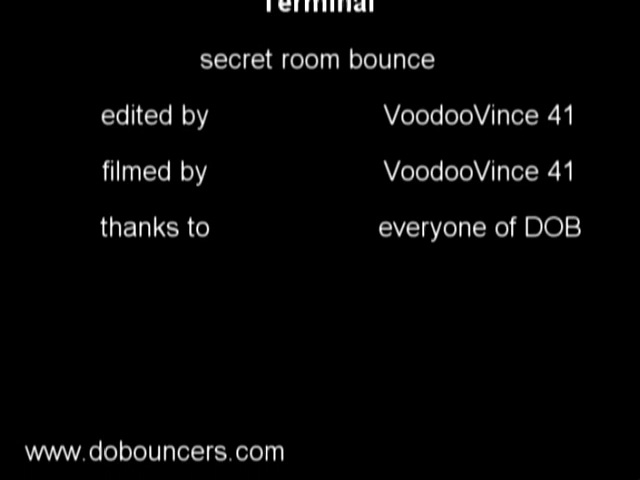 Terminal
secret room bounce
edited by VoodooVince 41
filmed by VoodooVince 41
thanks to everyone of DOB
www.dobouncers.com